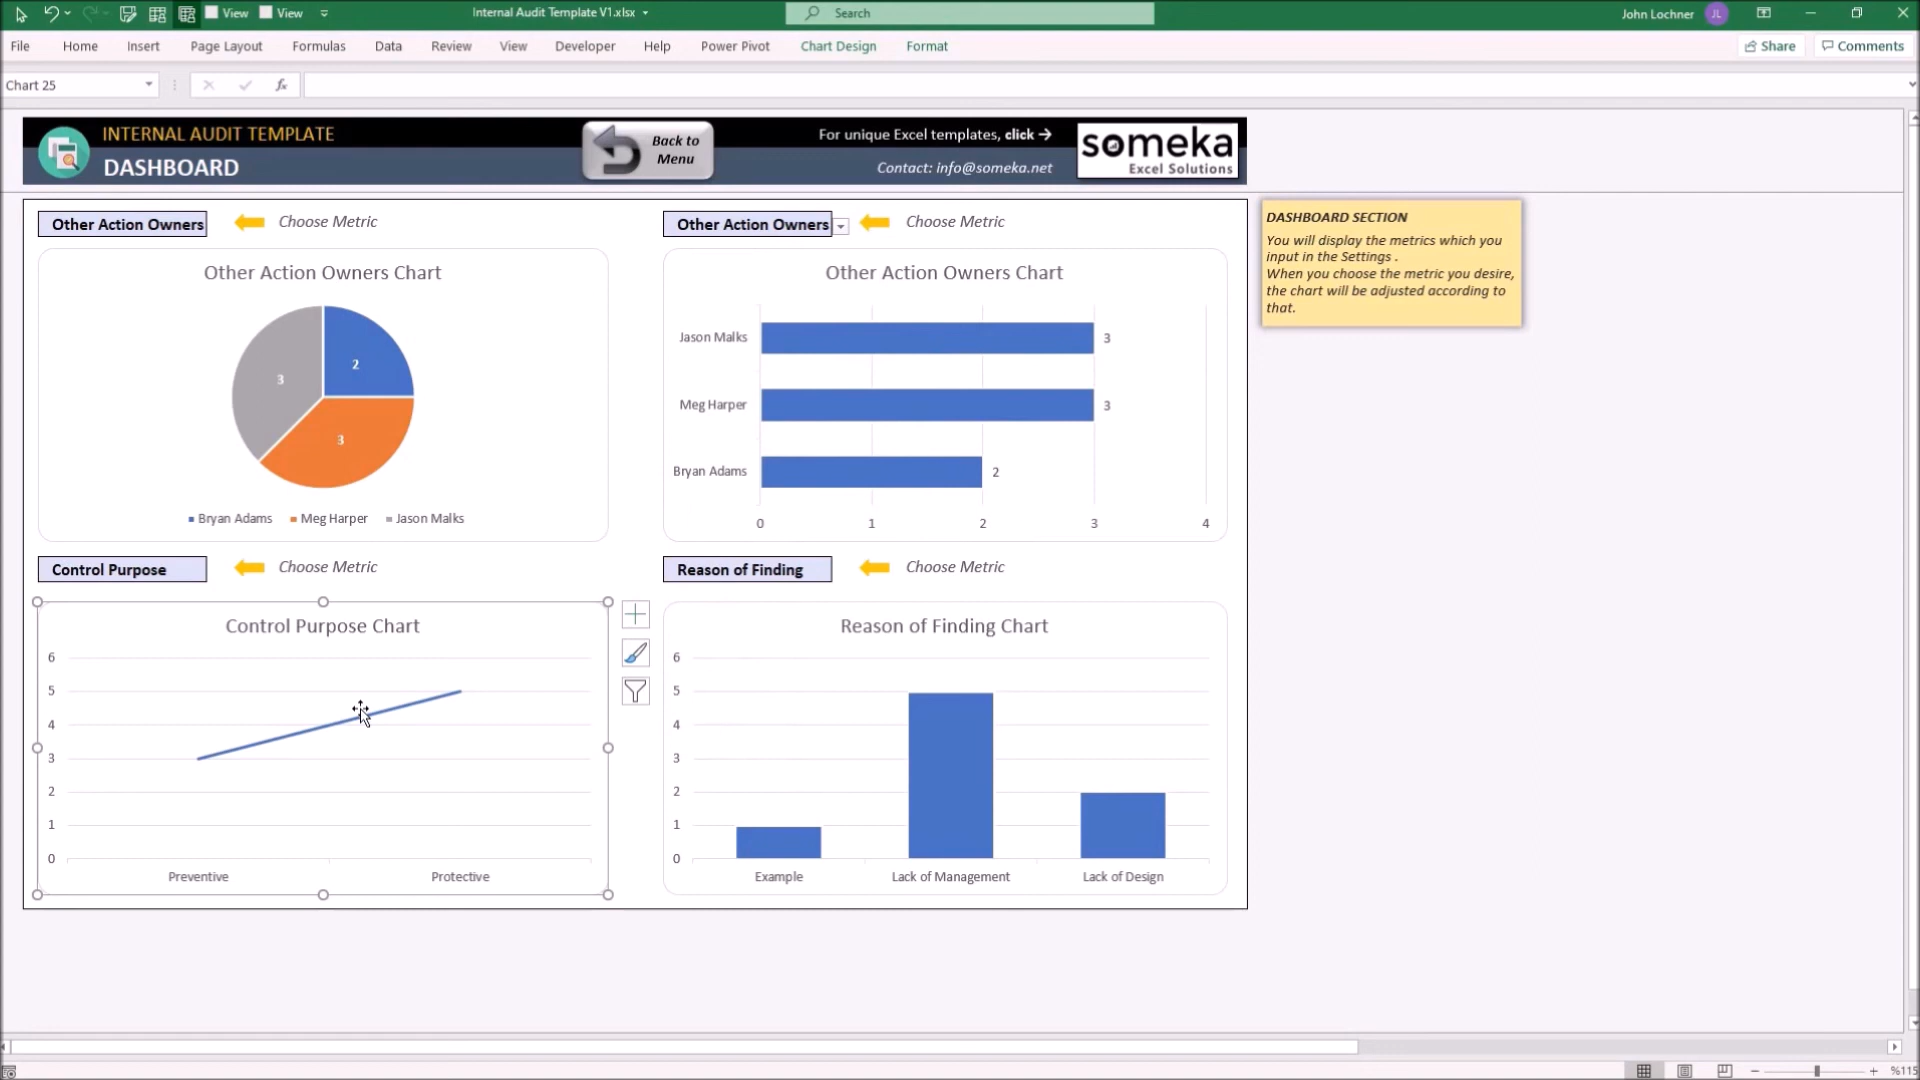 View
View
Internal Audit Template V1.xlsx
Search
John Lochner
JL
File
Home
Insert
Page Layout
Formulas
Data
Review
View
Developer
Help
Power Pivot
Chart Design
Format
Share
Comments
Chart 25
fx
INTERNAL AUDIT TEMPLATE
DASHBOARD
Back to
Menu
For unique Excel templates, click →
Contact: info@someka.net
someka
Excel Solutions
Other Action Owners
Choose Metric
Other Action Owners
Choose Metric
DASHBOARD SECTION
You will display the metrics which you
input in the Settings .
When you choose the metric you desire,
the chart will be adjusted according to
that.
Other Action Owners Chart
2
3
3
Bryan Adams
Meg Harper
Jason Malks
Other Action Owners Chart
Jason Malks
3
Meg Harper
3
Bryan Adams
2
0
1
2
3
4
Control Purpose
Choose Metric
Reason of Finding
Choose Metric
Control Purpose Chart
6
5
4
3
2
1
0
Preventive
Protective
Reason of Finding Chart
6
5
4
3
2
1
0
Example
Lack of Management
Lack of Design
%115